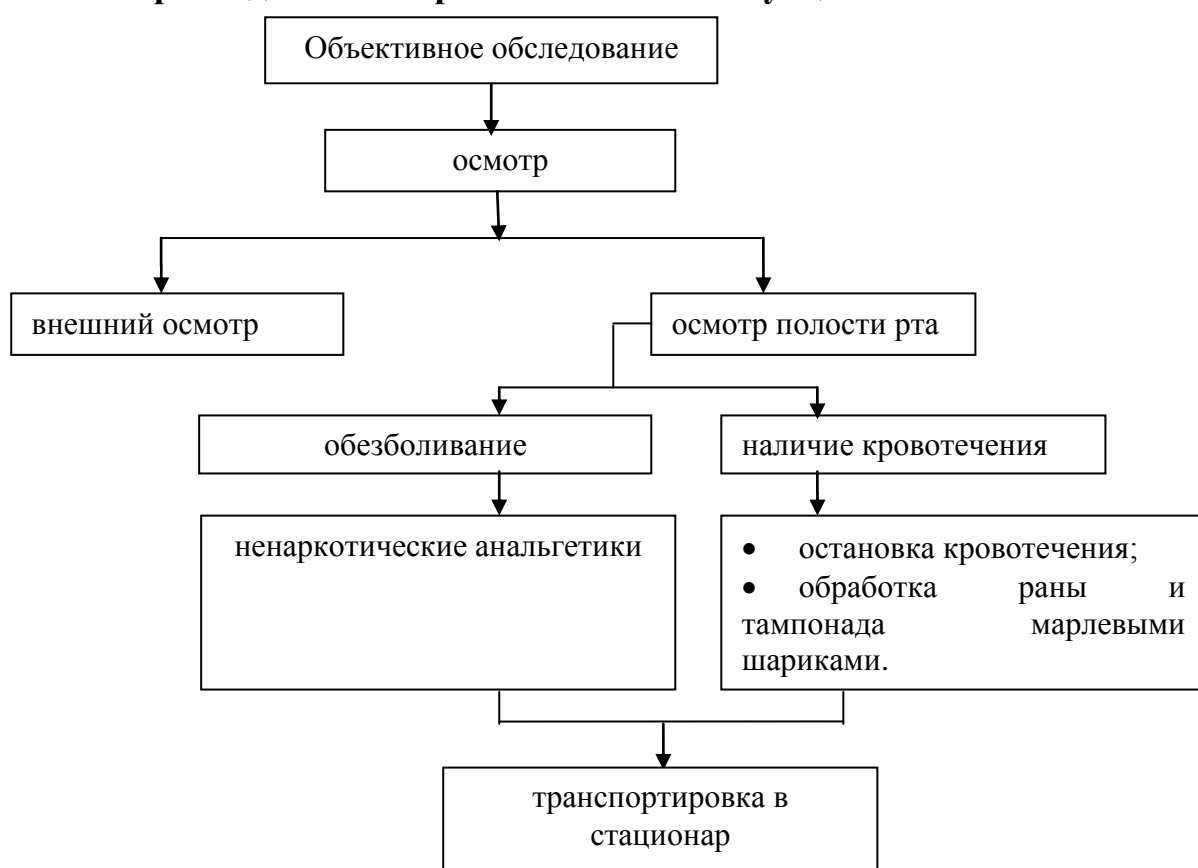 Объективное обследование
осмотр
внешний осмотр
осмотр полости рта
обезболивание
наличие кровотечения
ненаркотические анальгетики
• остановка кровотечения;
• обработка раны и
тампонада марлевыми
шариками.
транспортировка в
стационар